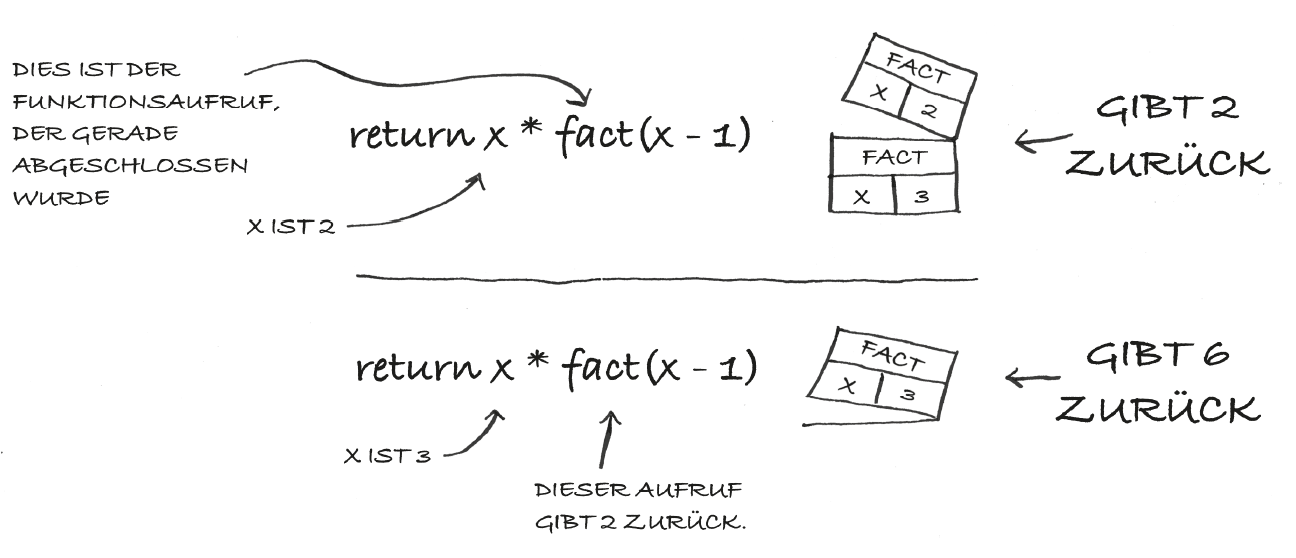 DIES IST DER
FUNKTIONSAUFRUF,
DER GERADE
ABGESCHLOSSEN
WURDE
return x * fact(x - 1)
X IST 2
FACT
X 2
FACT
X 3
GIBT 2
ZURÜCK
return x * fact(x - 1)
X IST 3
DIESER AUFRUF
GIBT 2 ZURÜCK.
FACT
X 3
GIBT 6
ZURÜCK